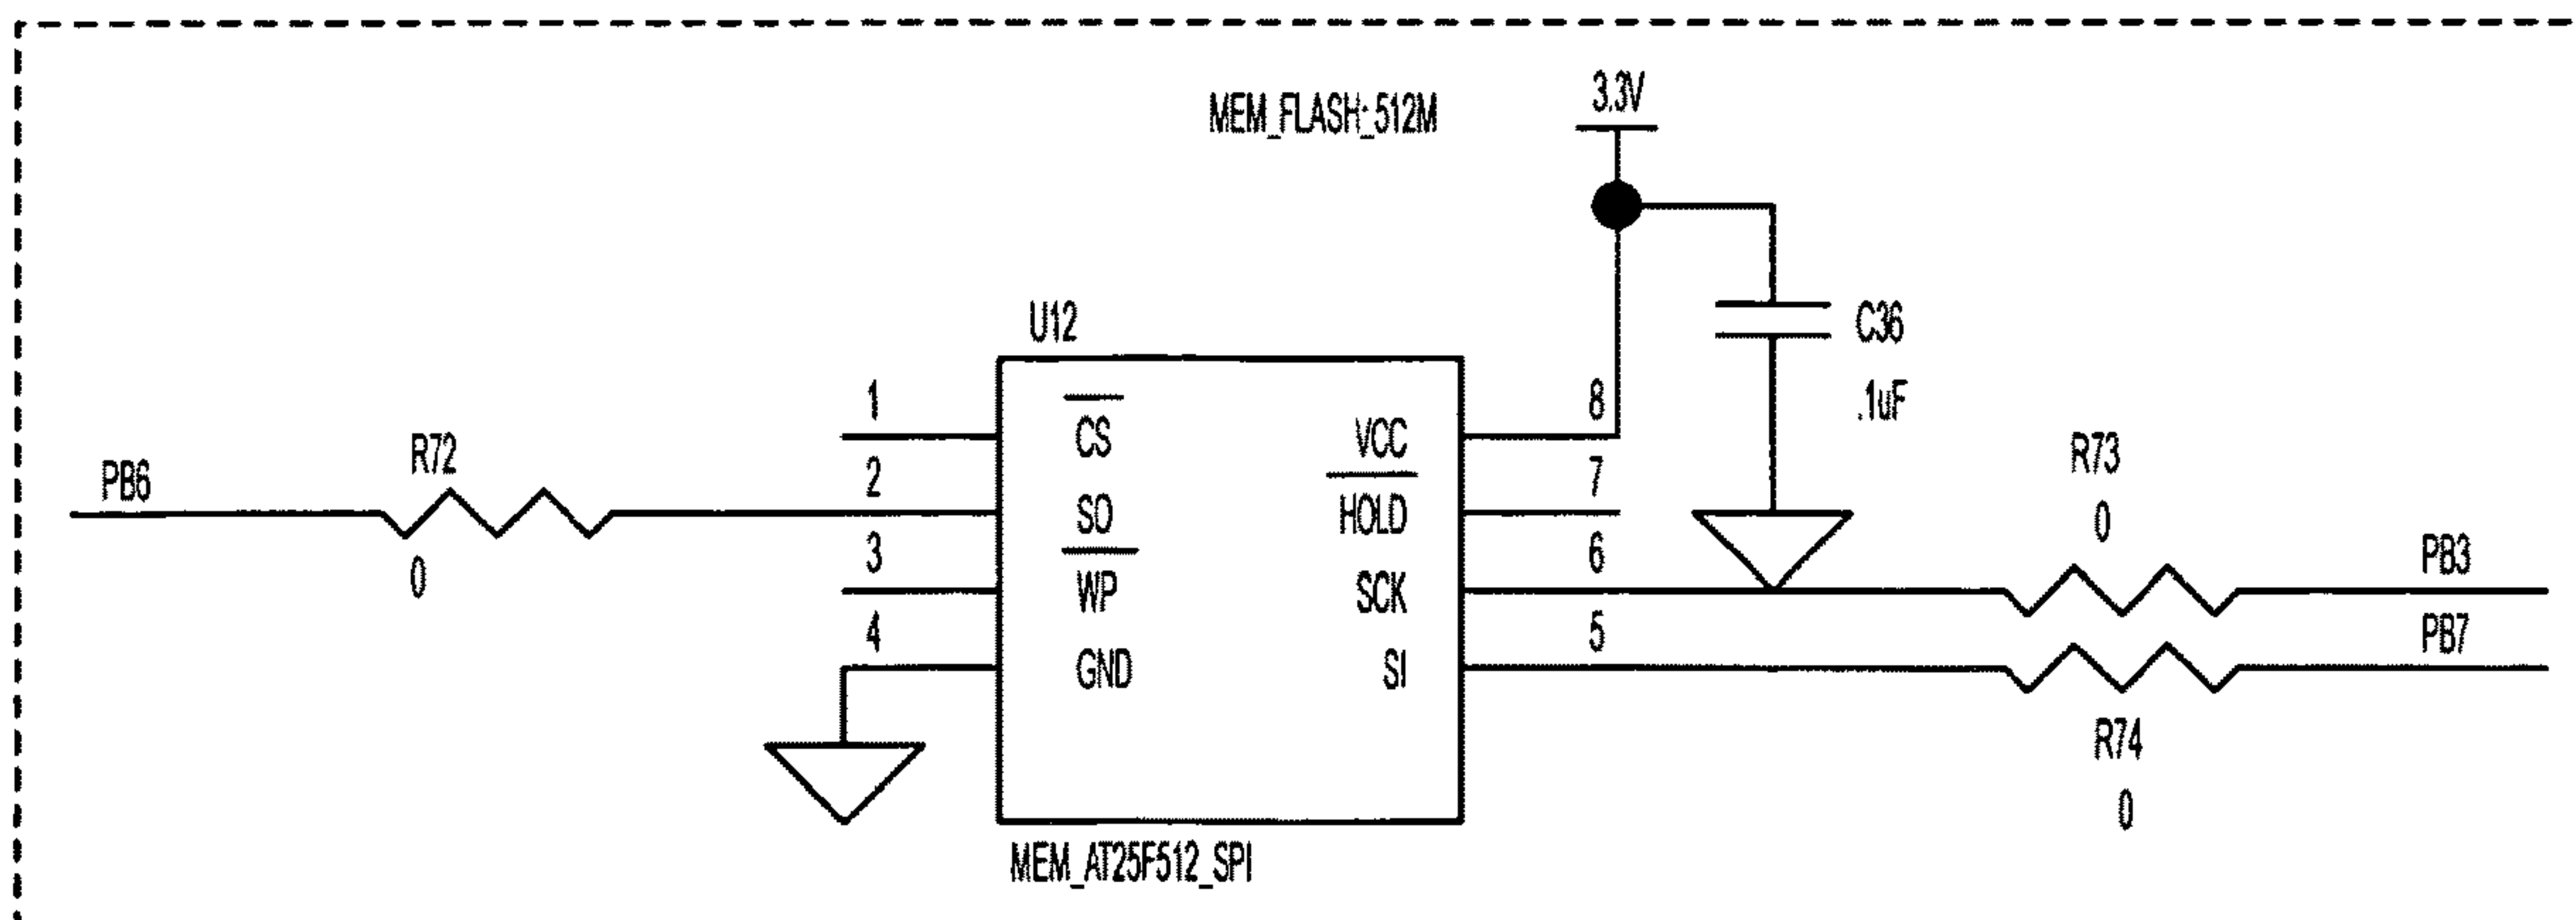 MEM_FLASH:_512M
3.3V
U12
C36
.1uF
1
CS
VCC
8
PB6
R72
0
2
SO
HOLD
7
R73
0
3
WP
SCK
6
PB3
4
GND
SI
5
PB7
R74
0
MEM_AT25F512_SPI